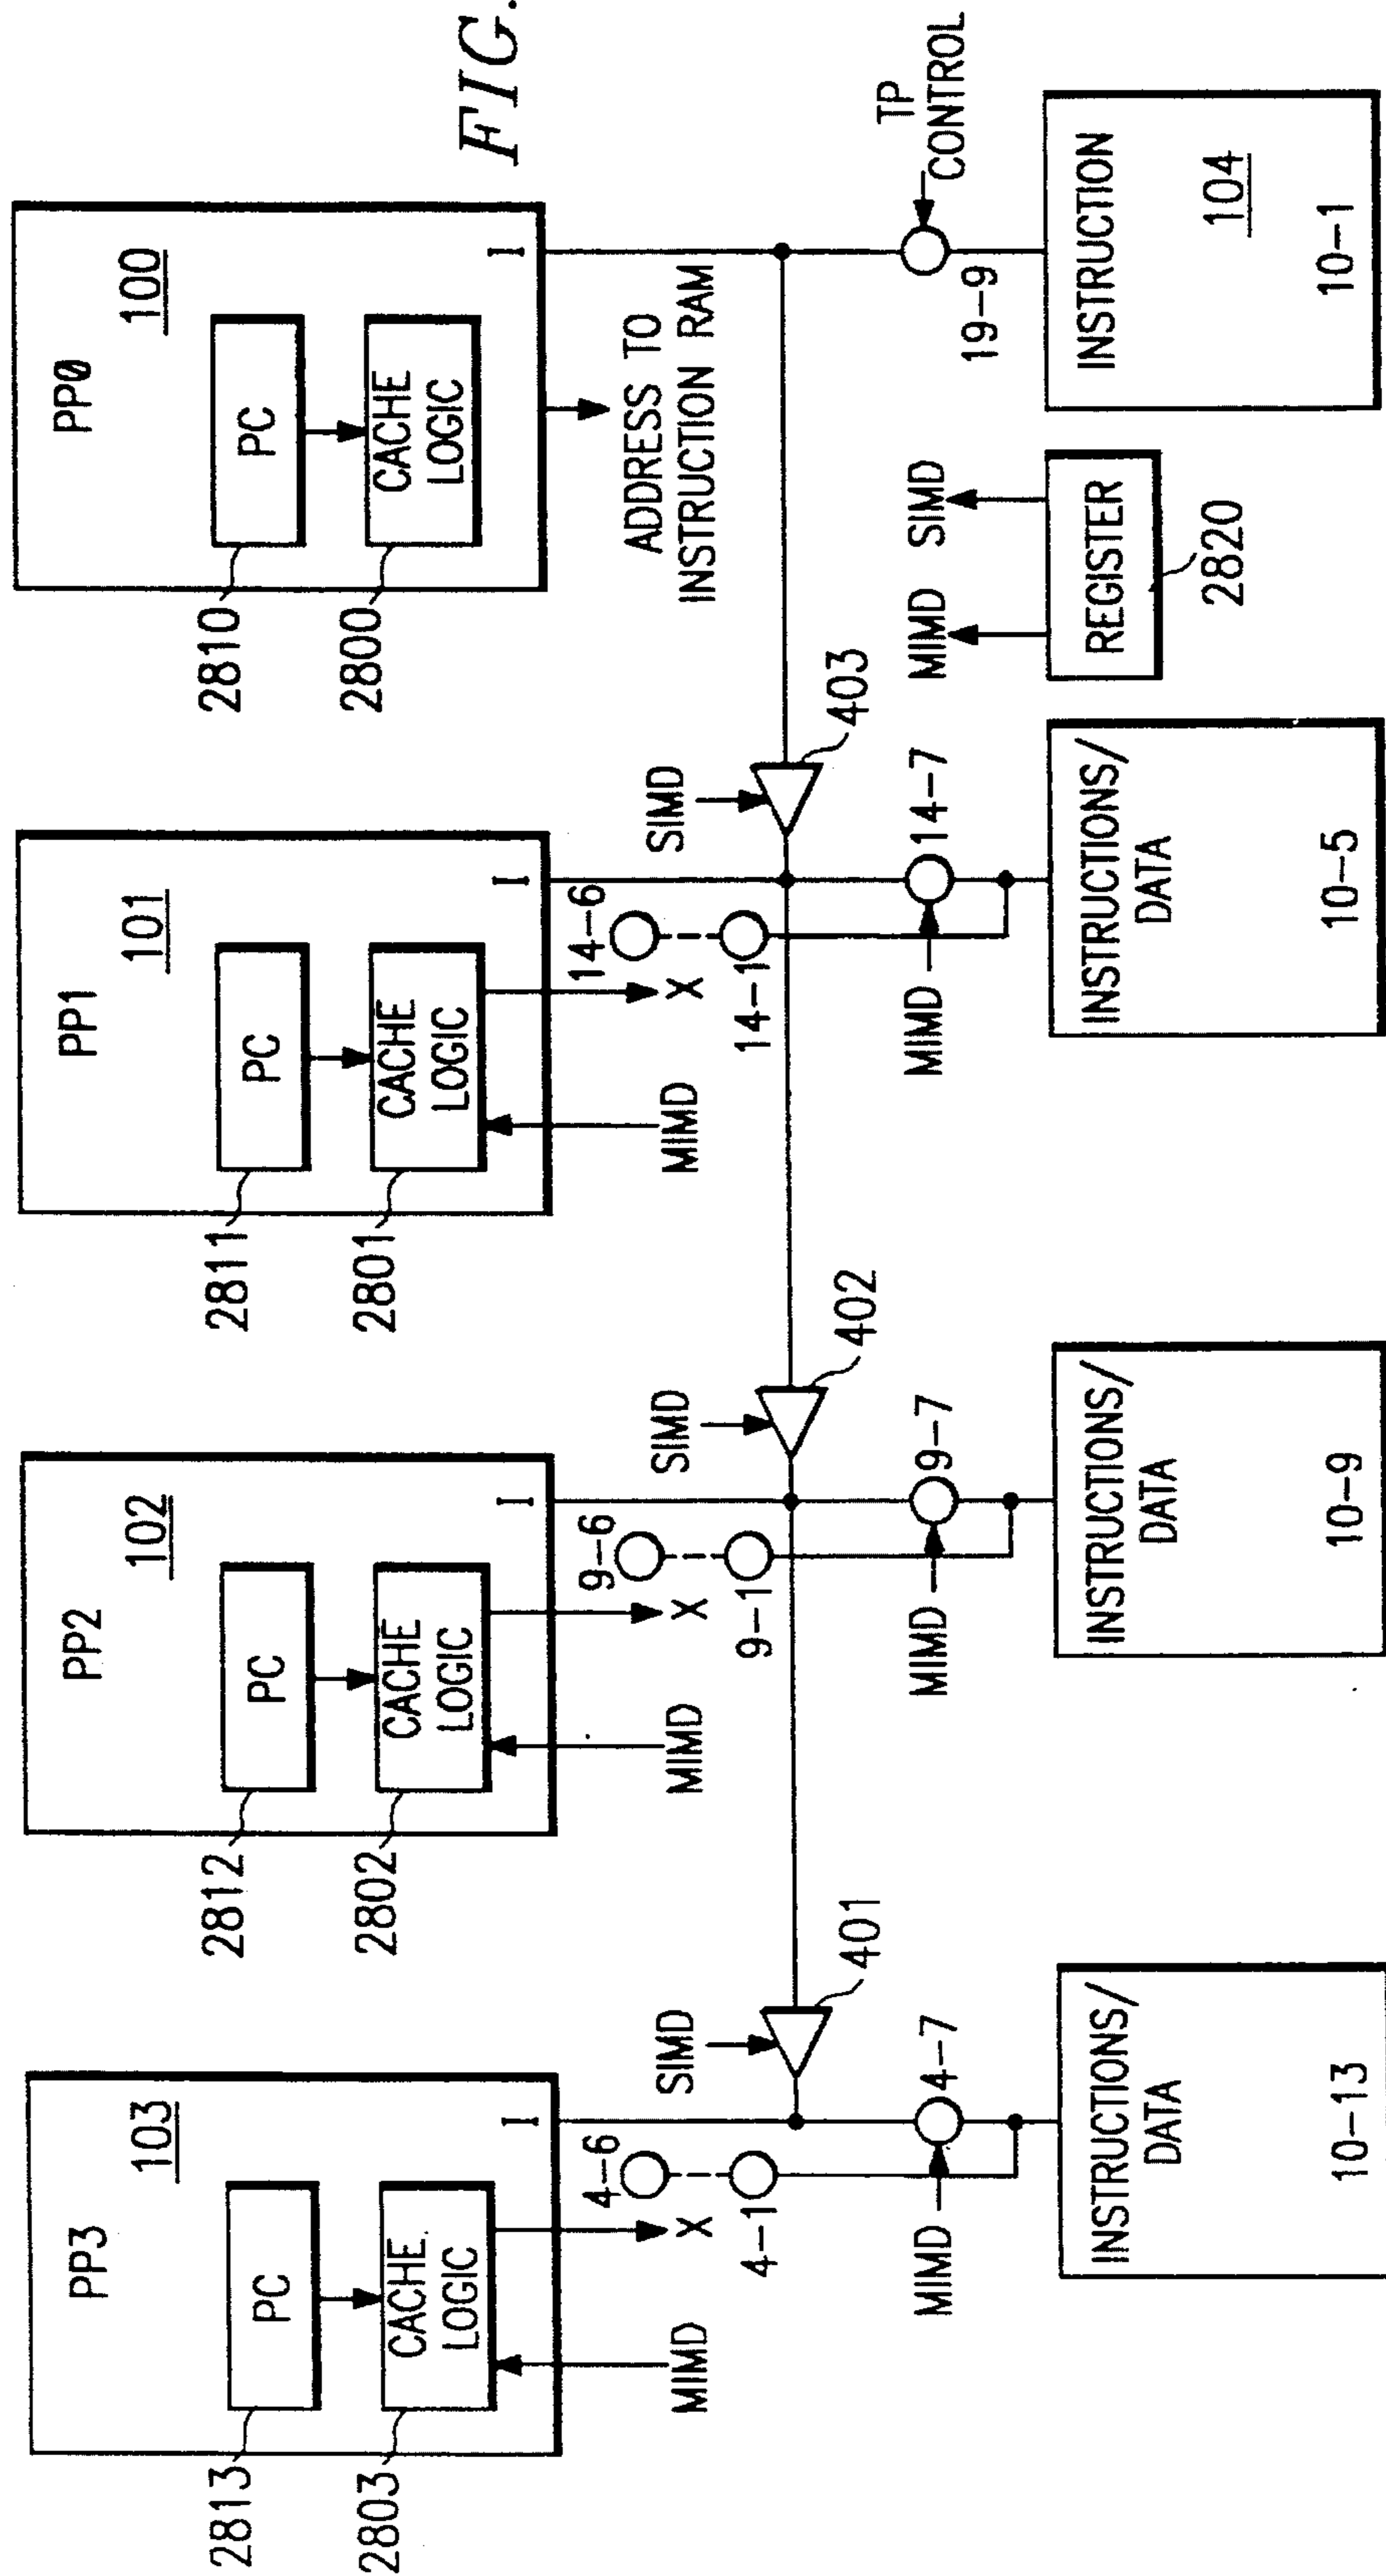 FIG.
PP3
103
PC
CACHE
LOGIC
I
2813
2803
MIMD
X
4-6
4-1
SIMD
401
MIMD
4-7
INSTRUCTIONS/
DATA
10-13
PP2
102
PC
CACHE
LOGIC
I
2812
2802
MIMD
X
9-6
9-1
SIMD
402
MIMD
9-7
INSTRUCTIONS/
DATA
10-9
PP1
101
PC
CACHE
LOGIC
I
2811
2801
MIMD
X
14-6
14-1
SIMD
403
MIMD
14-7
INSTRUCTIONS/
DATA
10-5
PP0
100
PC
CACHE
LOGIC
I
2810
2800
ADDRESS TO
INSTRUCTION RAM
MIMD
SIMD
REGISTER
2820
TP
CONTROL
19-9
INSTRUCTION
104
10-1